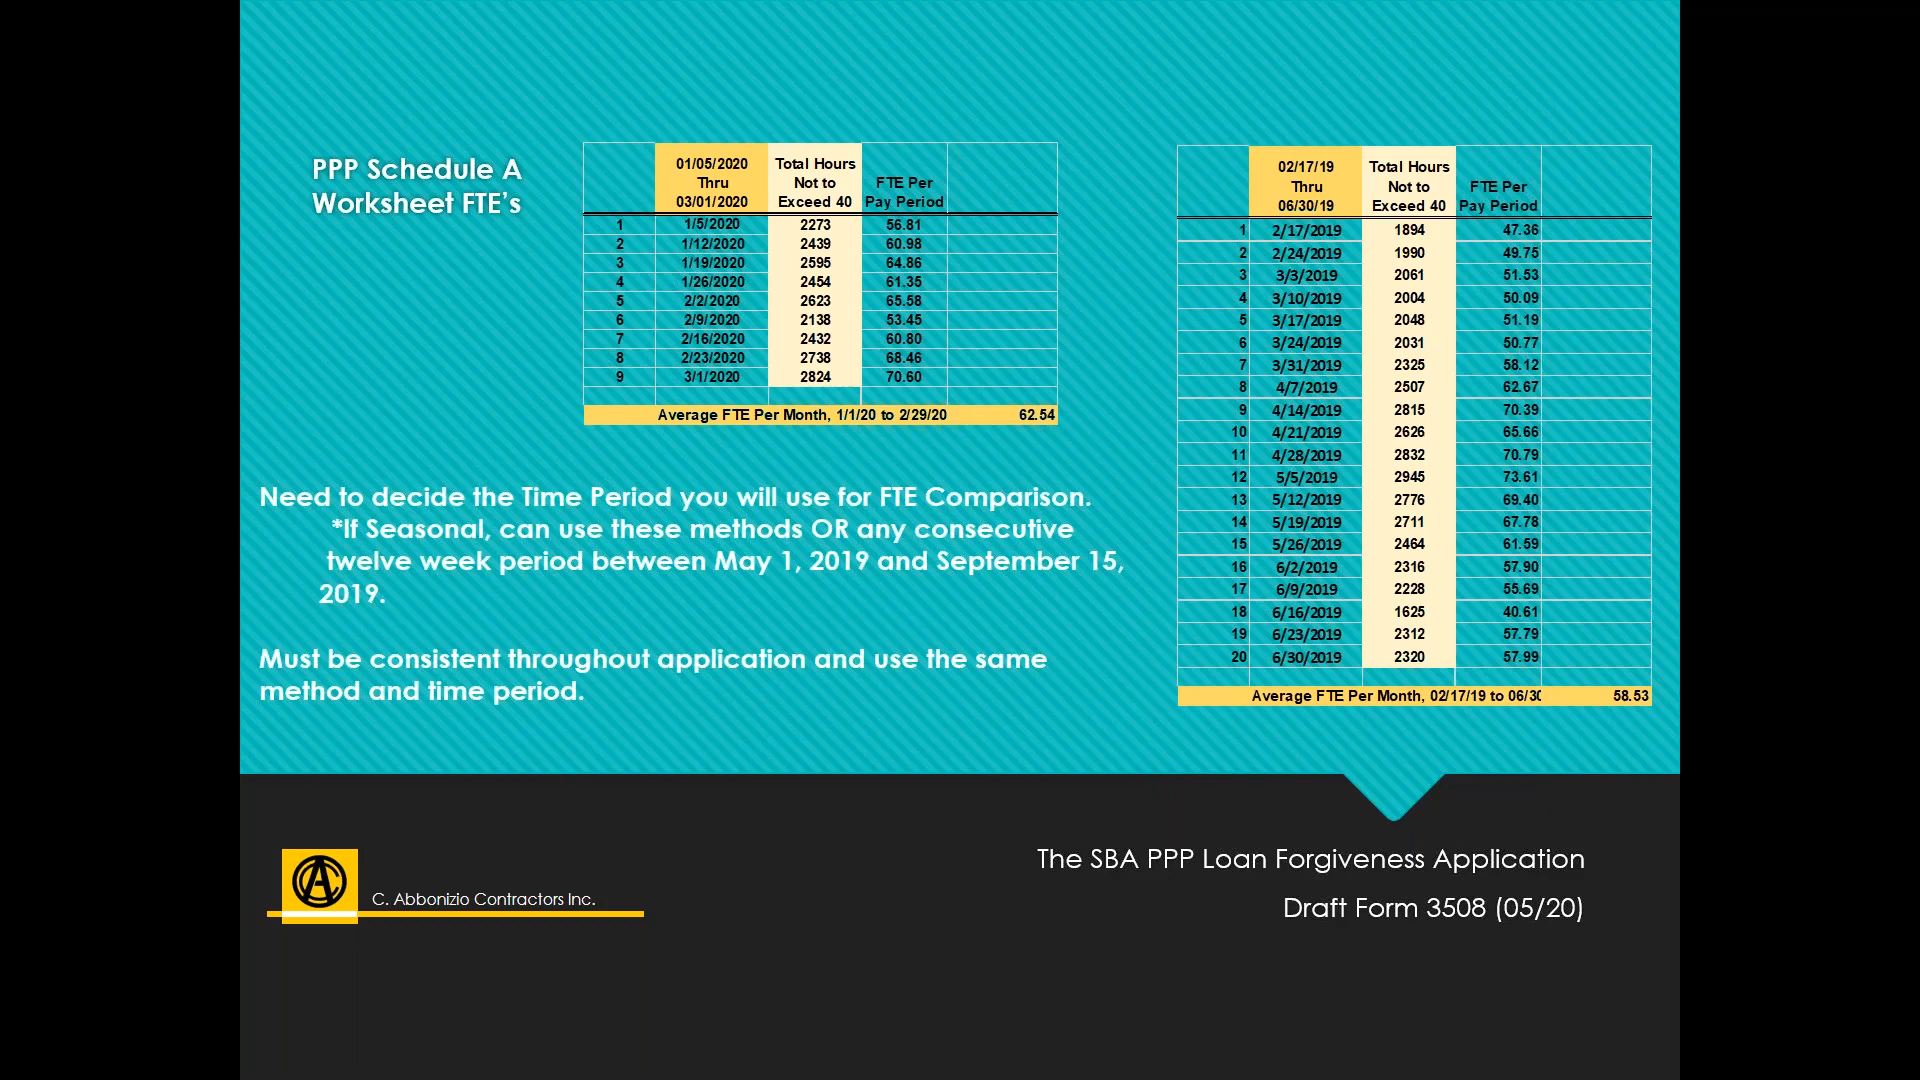 PPP Schedule A
Worksheet FTE's
01/05/2020 Thru 03/01/2020 Total Hours Not to Exceed 40 FTE Per Pay Period
1 1/5/2020 2273 56.81
2 1/12/2020 2439 60.98
3 1/19/2020 2595 64.86
4 1/26/2020 2454 61.35
5 2/2/2020 2623 65.58
6 2/9/2020 2138 53.45
7 2/16/2020 2432 60.80
8 2/23/2020 2738 68.46
9 3/1/2020 2824 70.60
Average FTE Per Month, 1/1/20 to 2/29/20 62.54
02/17/19 Thru 06/30/19 Total Hours Not to Exceed 40 FTE Per Pay Period
1 2/17/2019 1894 47.36
2 2/24/2019 1990 49.75
3 3/3/2019 2061 51.53
4 3/10/2019 2004 50.09
5 3/17/2019 2048 51.19
6 3/24/2019 2031 50.77
7 3/31/2019 2325 58.12
8 4/7/2019 2507 62.67
9 4/14/2019 2815 70.39
10 4/21/2019 2626 65.66
11 4/28/2019 2832 70.79
12 5/5/2019 2945 73.61
13 5/12/2019 2776 69.40
14 5/19/2019 2711 67.78
15 5/26/2019 2464 61.59
16 6/2/2019 2316 57.90
17 6/9/2019 2228 55.69
18 6/16/2019 1625 40.61
19 6/23/2019 2312 57.79
20 6/30/2019 2320 57.99
Average FTE Per Month, 02/17/19 to 06/30 58.53
Need to decide the Time Period you will use for FTE Comparison.
*If Seasonal, can use these methods OR any consecutive
twelve week period between May 1, 2019 and September 15,
2019.
Must be consistent throughout application and use the same
method and time period.
C. Abbonizio Contractors Inc.
The SBA PPP Loan Forgiveness Application
Draft Form 3508 (05/20)